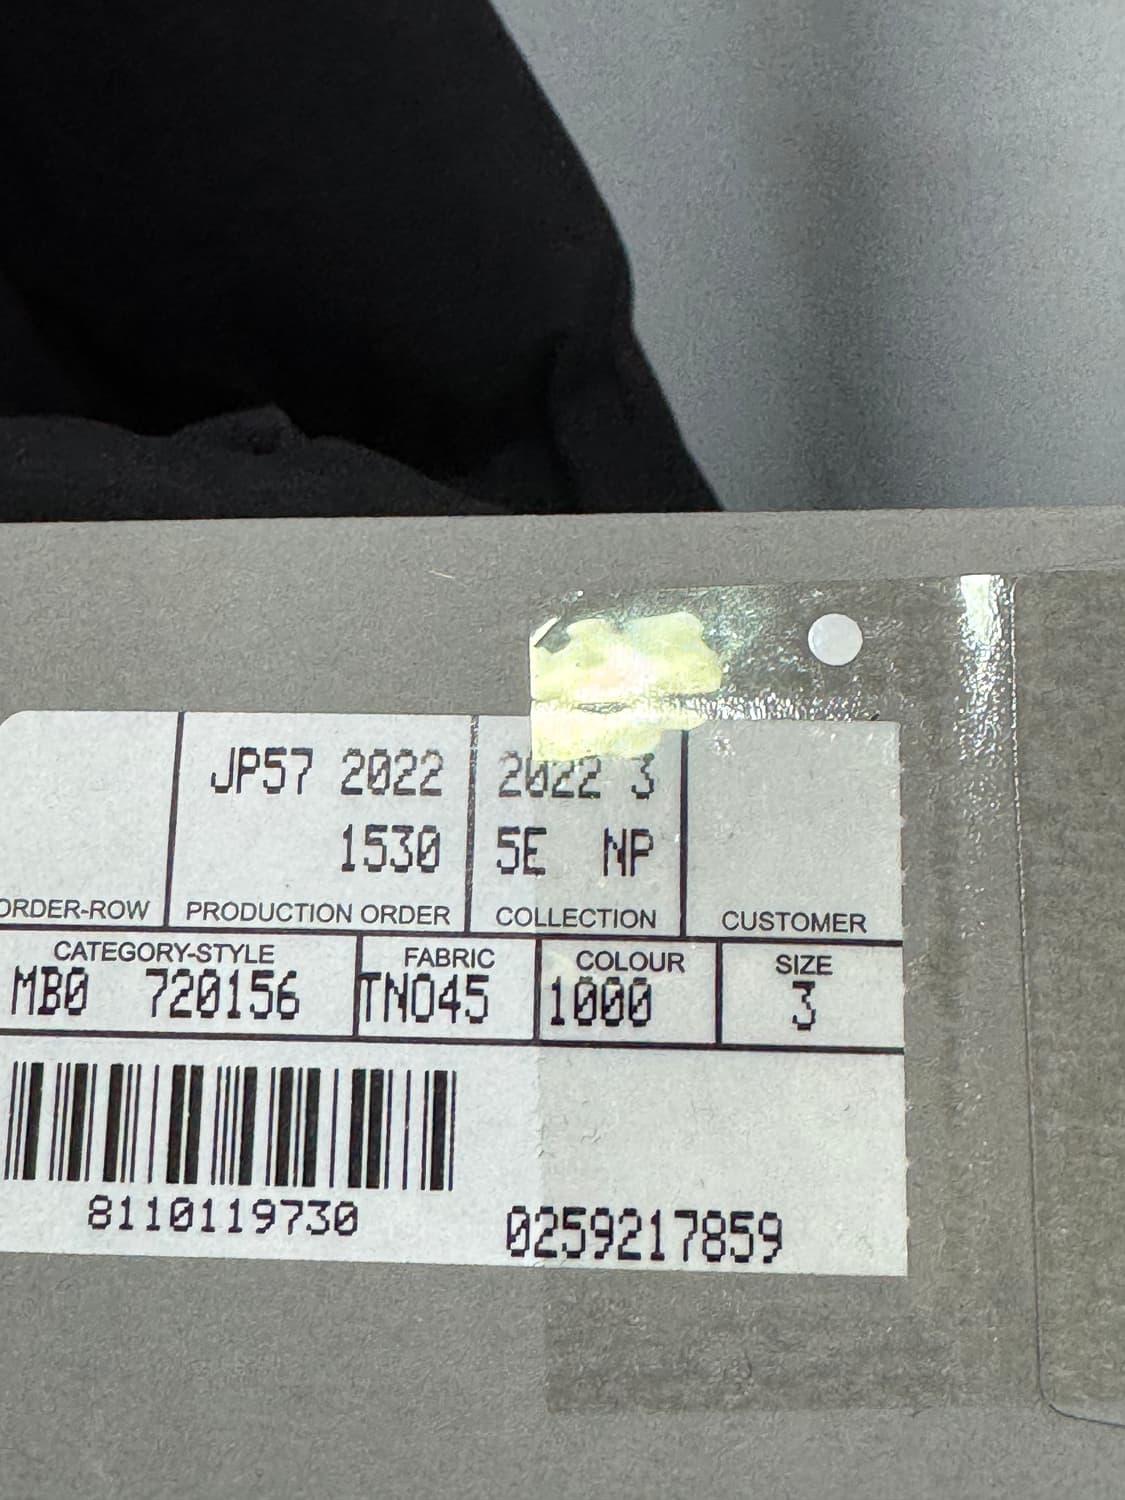 JP57 2022
1530
2022 3
5E NP
ORDER-ROW
PRODUCTION ORDER
COLLECTION
CUSTOMER
CATEGORY-STYLE
FABRIC
COLOUR
SIZE
MB0 720156
TN045
1000
3
8110119730
0259217859